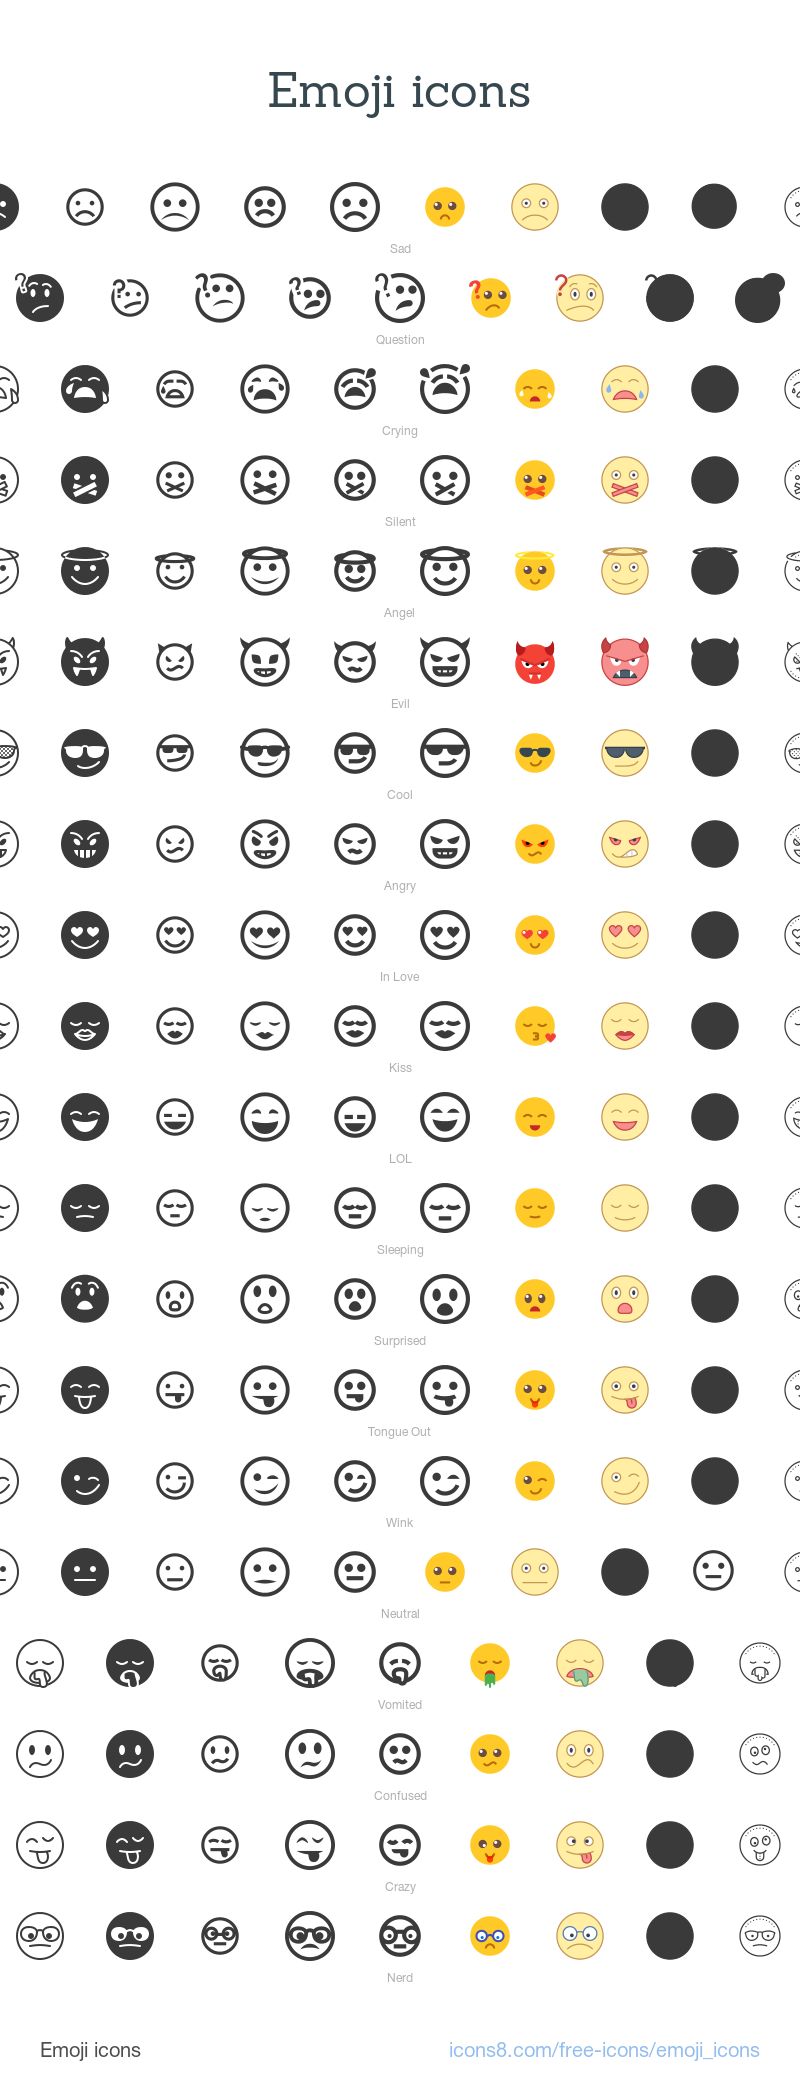 Emoji icons
Sad
Question
Crying
Silent
Angel
Evil
Cool
Angry
In Love
Kiss
LOL
Sleeping
Surprised
Tongue Out
Wink
Neutral
Vomited
Confused
Crazy
Nerd
Emoji icons
icons8.com/free-icons/emoji_icons